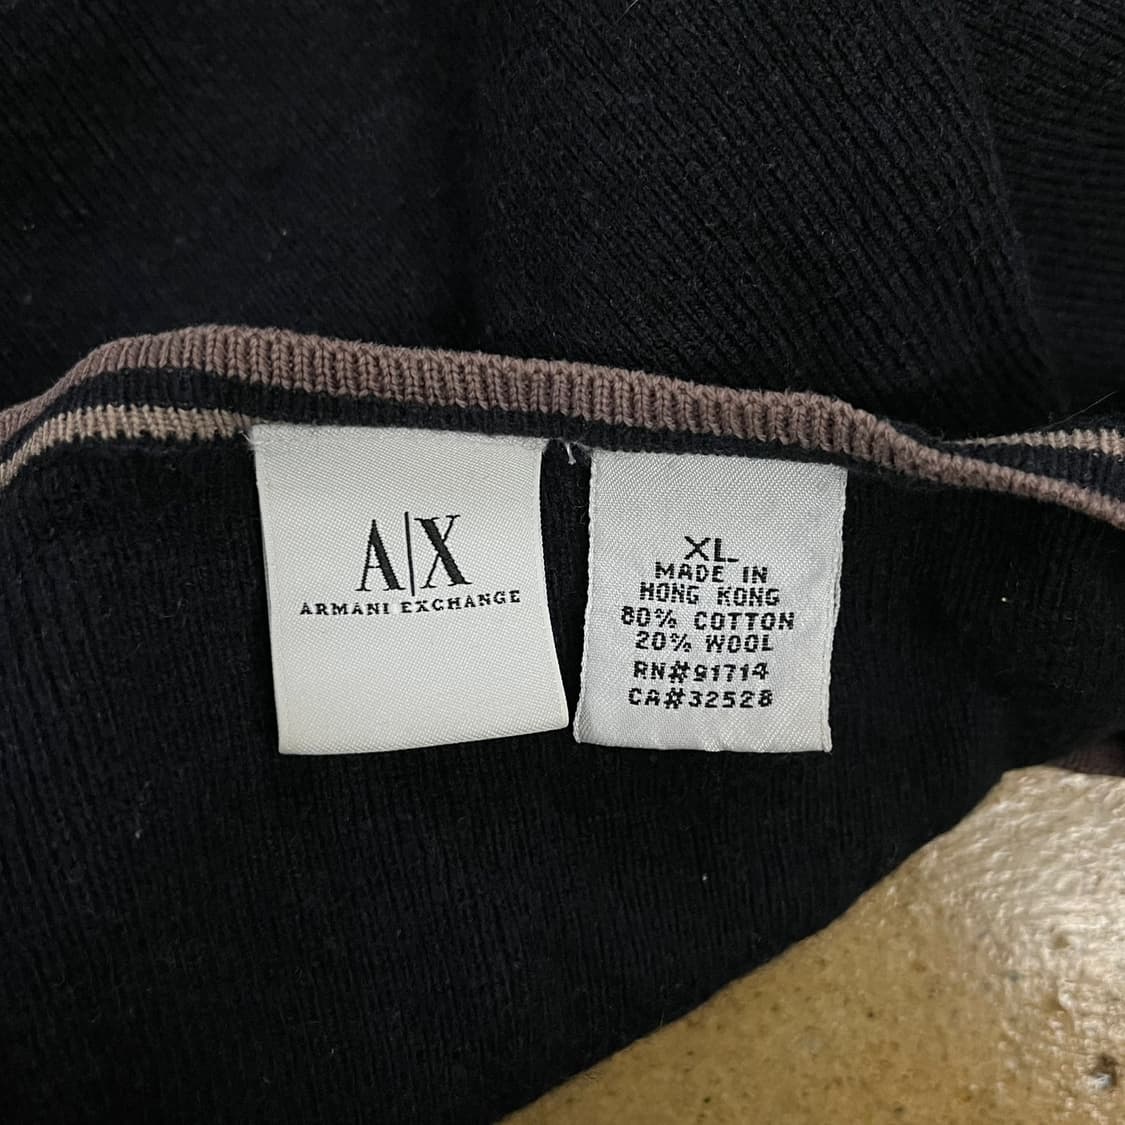 A|X
ARMANI EXCHANGE
XL
MADE IN
HONG KONG
80% COTTON
20% WOOL
RN#91714
CA#32528